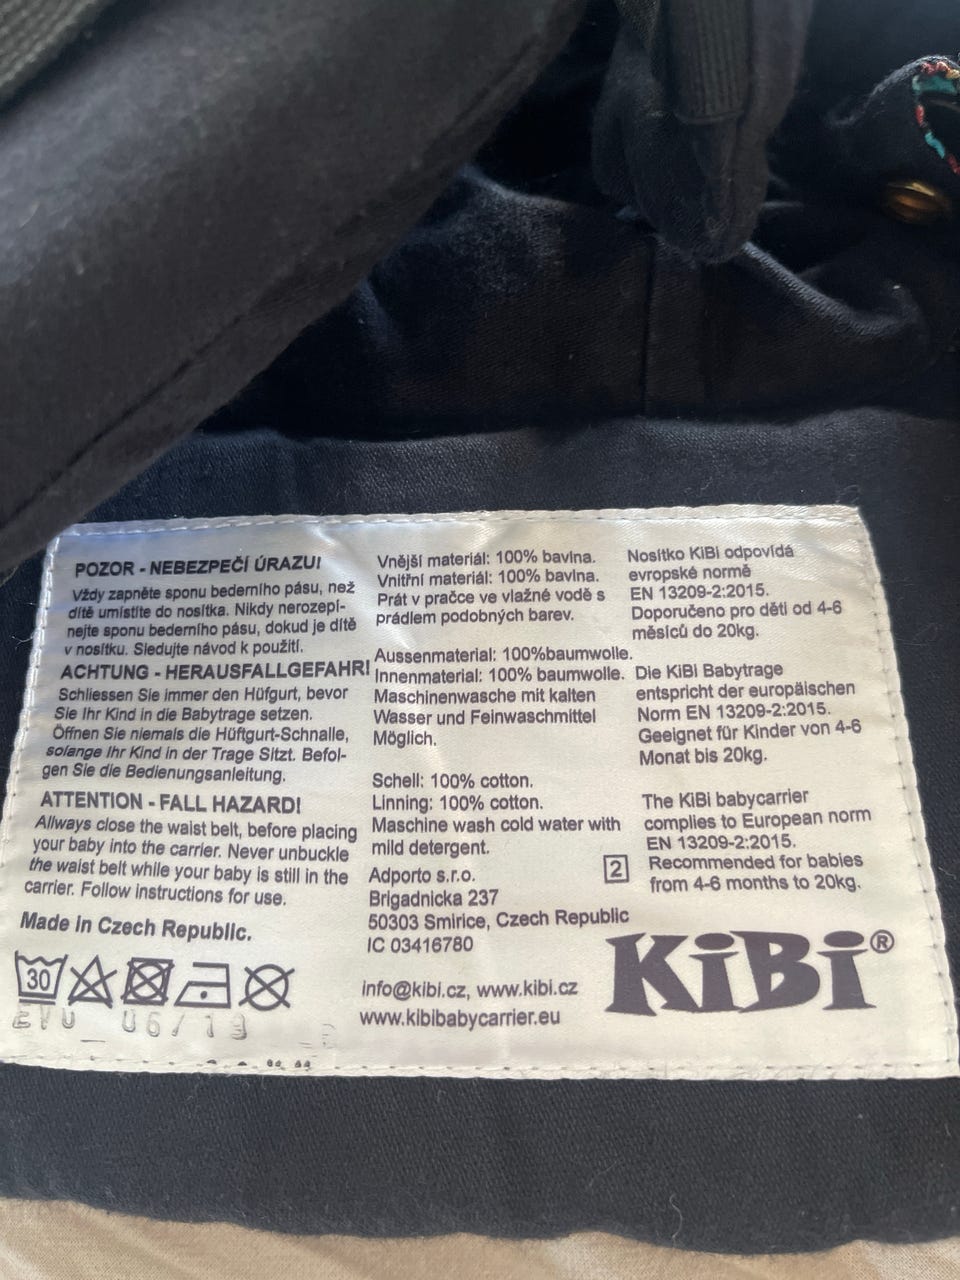 POZOR - NEBEZPEČÍ ÚRAZU!
Vždy zapněte sponu bederního pásu, než
dítě umístíte do nosítka. Nikdy nerozepí-
nejte sponu bederního pásu, dokud je dítě
v nosítku. Sledujte návod k použití.
ACHTUNG - HERAUSFALLGEFAHR!
Schliessen Sie immer den Hüfgurt, bevor
Sie Ihr Kind in die Babytrage setzen.
Öffnen Sie niemals die Hüftgurt-Schnalle,
solange Ihr Kind in der Trage Sitzt. Befol-
gen Sie die Bedienungsanleitung.
ATTENTION - FALL HAZARD!
Allways close the waist belt, before placing
your baby into the carrier. Never unbuckle
the waist belt while your baby is still in the
carrier. Follow instructions for use.
Made in Czech Republic.
30
Vnější materiál: 100% bavlna.
Vnitřní materiál: 100% bavlna.
Prát v pračce ve vlažné vodě s
prádlem podobných barev.
Aussenmaterial: 100%baumwolle.
Innenmaterial: 100% baumwolle.
Maschinenwasche mit kalten
Wasser und Feinwaschmittel
Möglich.
Schell: 100% cotton.
Linning: 100% cotton.
Maschine wash cold water with
mild detergent.
Adporto s.r.o.
Brigadnicka 237
50303 Smirice, Czech Republic
IC 03416780
info@kibi.cz, www.kibi.cz
www.kibibabycarrier.eu
Nosítko KiBi odpovídá
evropské normě
EN 13209-2:2015.
Doporučeno pro děti od 4-6
měsíců do 20kg.
Die KiBi Babytrage
entspricht der europäischen
Norm EN 13209-2:2015.
Geeignet für Kinder von 4-6
Monat bis 20kg.
The KiBi babycarrier
complies to European norm
EN 13209-2:2015.
Recommended for babies
from 4-6 months to 20kg.
2
KiBi®